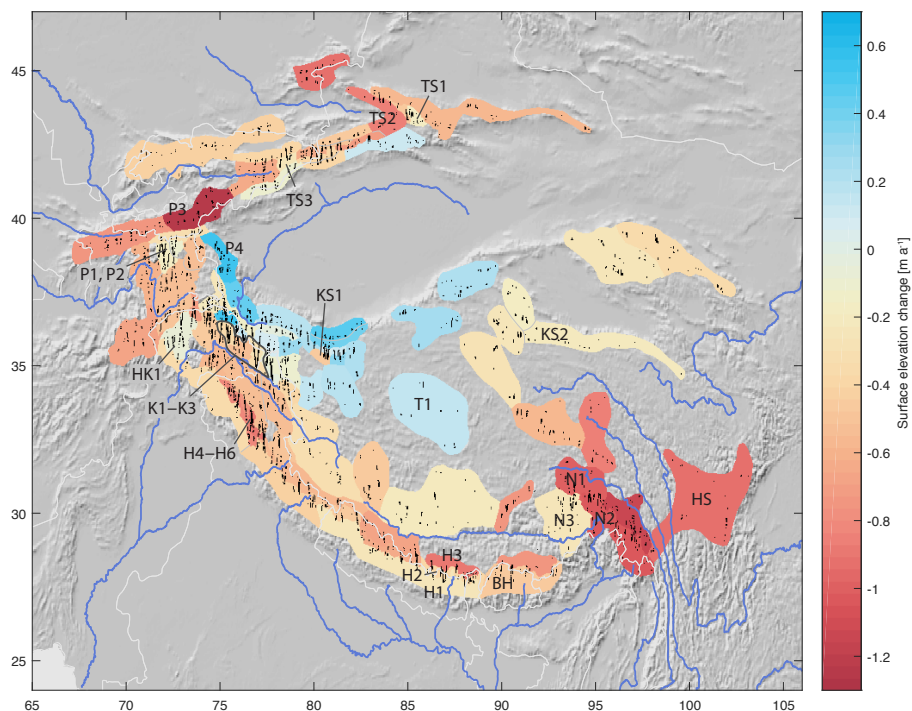 45
40
35
30
25
65
70
75
80
85
90
95
100
105
TS1
TS2
TS3
P3
P4
P1, P2
KS1
KS2
HK1
K1–K3
T1
H4–H6
N1
HS
N3
N2
H3
H2
BH
H1
0.6
0.4
0.2
0
-0.2
-0.4
-0.6
-0.8
-1
-1.2
Surface elevation change [m a⁻¹]